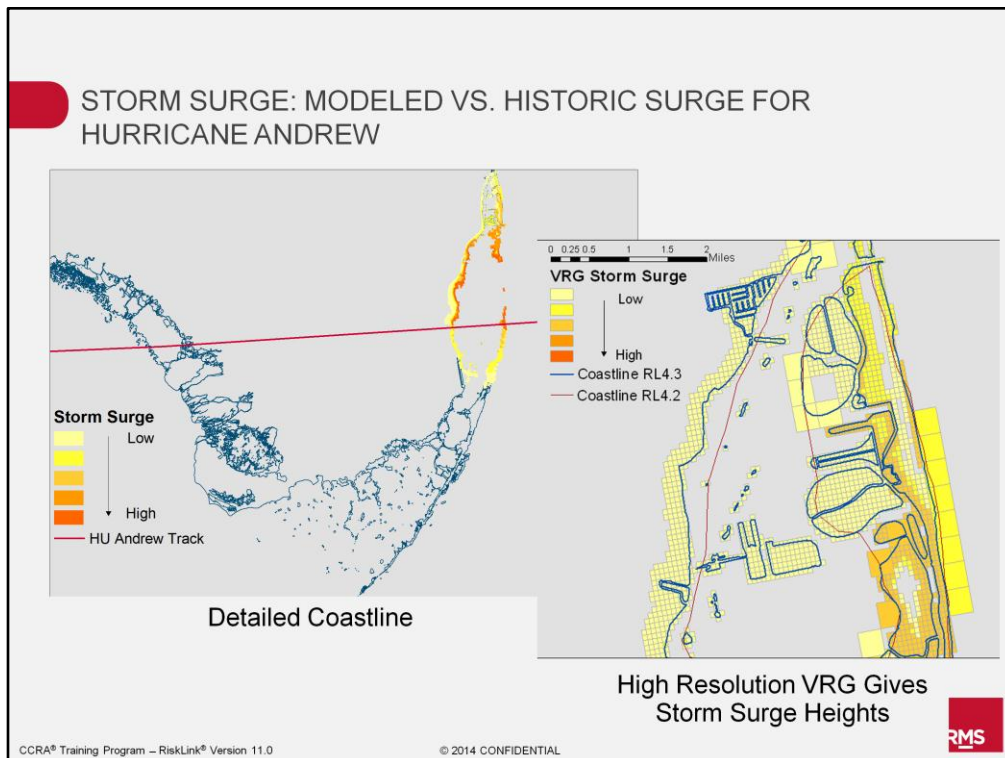 STORM SURGE: MODELED VS. HISTORIC SURGE FOR
HURRICANE ANDREW
Storm Surge
Low
High
HU Andrew Track
Detailed Coastline
0 0.25 0.5 1 1.5 2
Miles
VRG Storm Surge
Low
High
Coastline RL4.3
Coastline RL4.2
High Resolution VRG Gives
Storm Surge Heights
RMS
CCRA® Training Program – RiskLink® Version 11.0
© 2014 CONFIDENTIAL